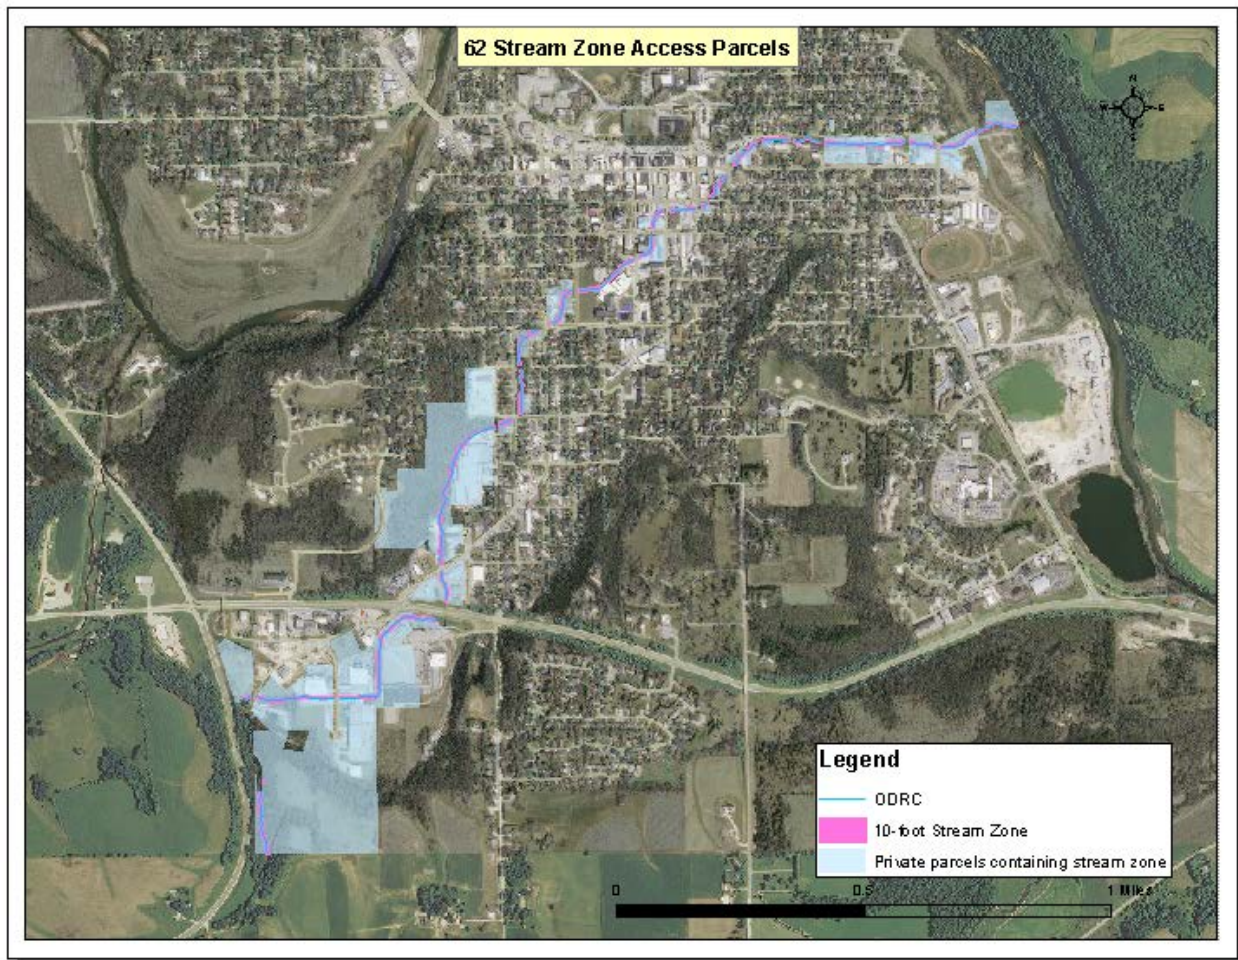 62 Stream Zone Access Parcels
N
W
E
S
Legend
ODRC
10-foot Stream Zone
Private parcels containing stream zone
0 0.5 1 Miles